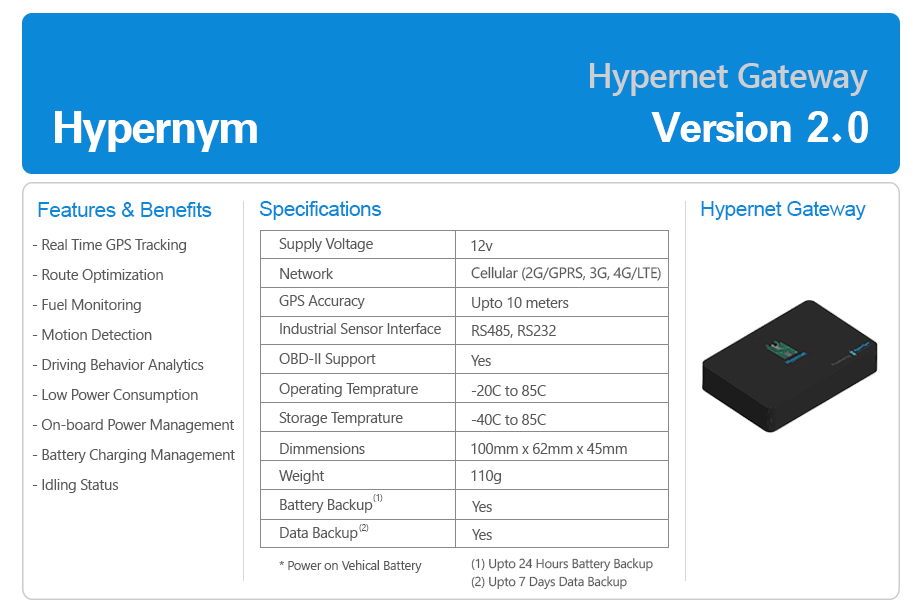 Hypernet Gateway
Hypernym
Version 2.0
Features & Benefits
- Real Time GPS Tracking
- Route Optimization
- Fuel Monitoring
- Motion Detection
- Driving Behavior Analytics
- Low Power Consumption
- On-board Power Management
- Battery Charging Management
- Idling Status
Specifications
Supply Voltage 12v
Network Cellular (2G/GPRS, 3G, 4G/LTE)
GPS Accuracy Upto 10 meters
Industrial Sensor Interface RS485, RS232
OBD-II Support Yes
Operating Temprature -20C to 85C
Storage Temprature -40C to 85C
Dimmensions 100mm x 62mm x 45mm
Weight 110g
Battery Backup(1) Yes
Data Backup(2) Yes
* Power on Vehical Battery
(1) Upto 24 Hours Battery Backup
(2) Upto 7 Days Data Backup
Hypernet Gateway